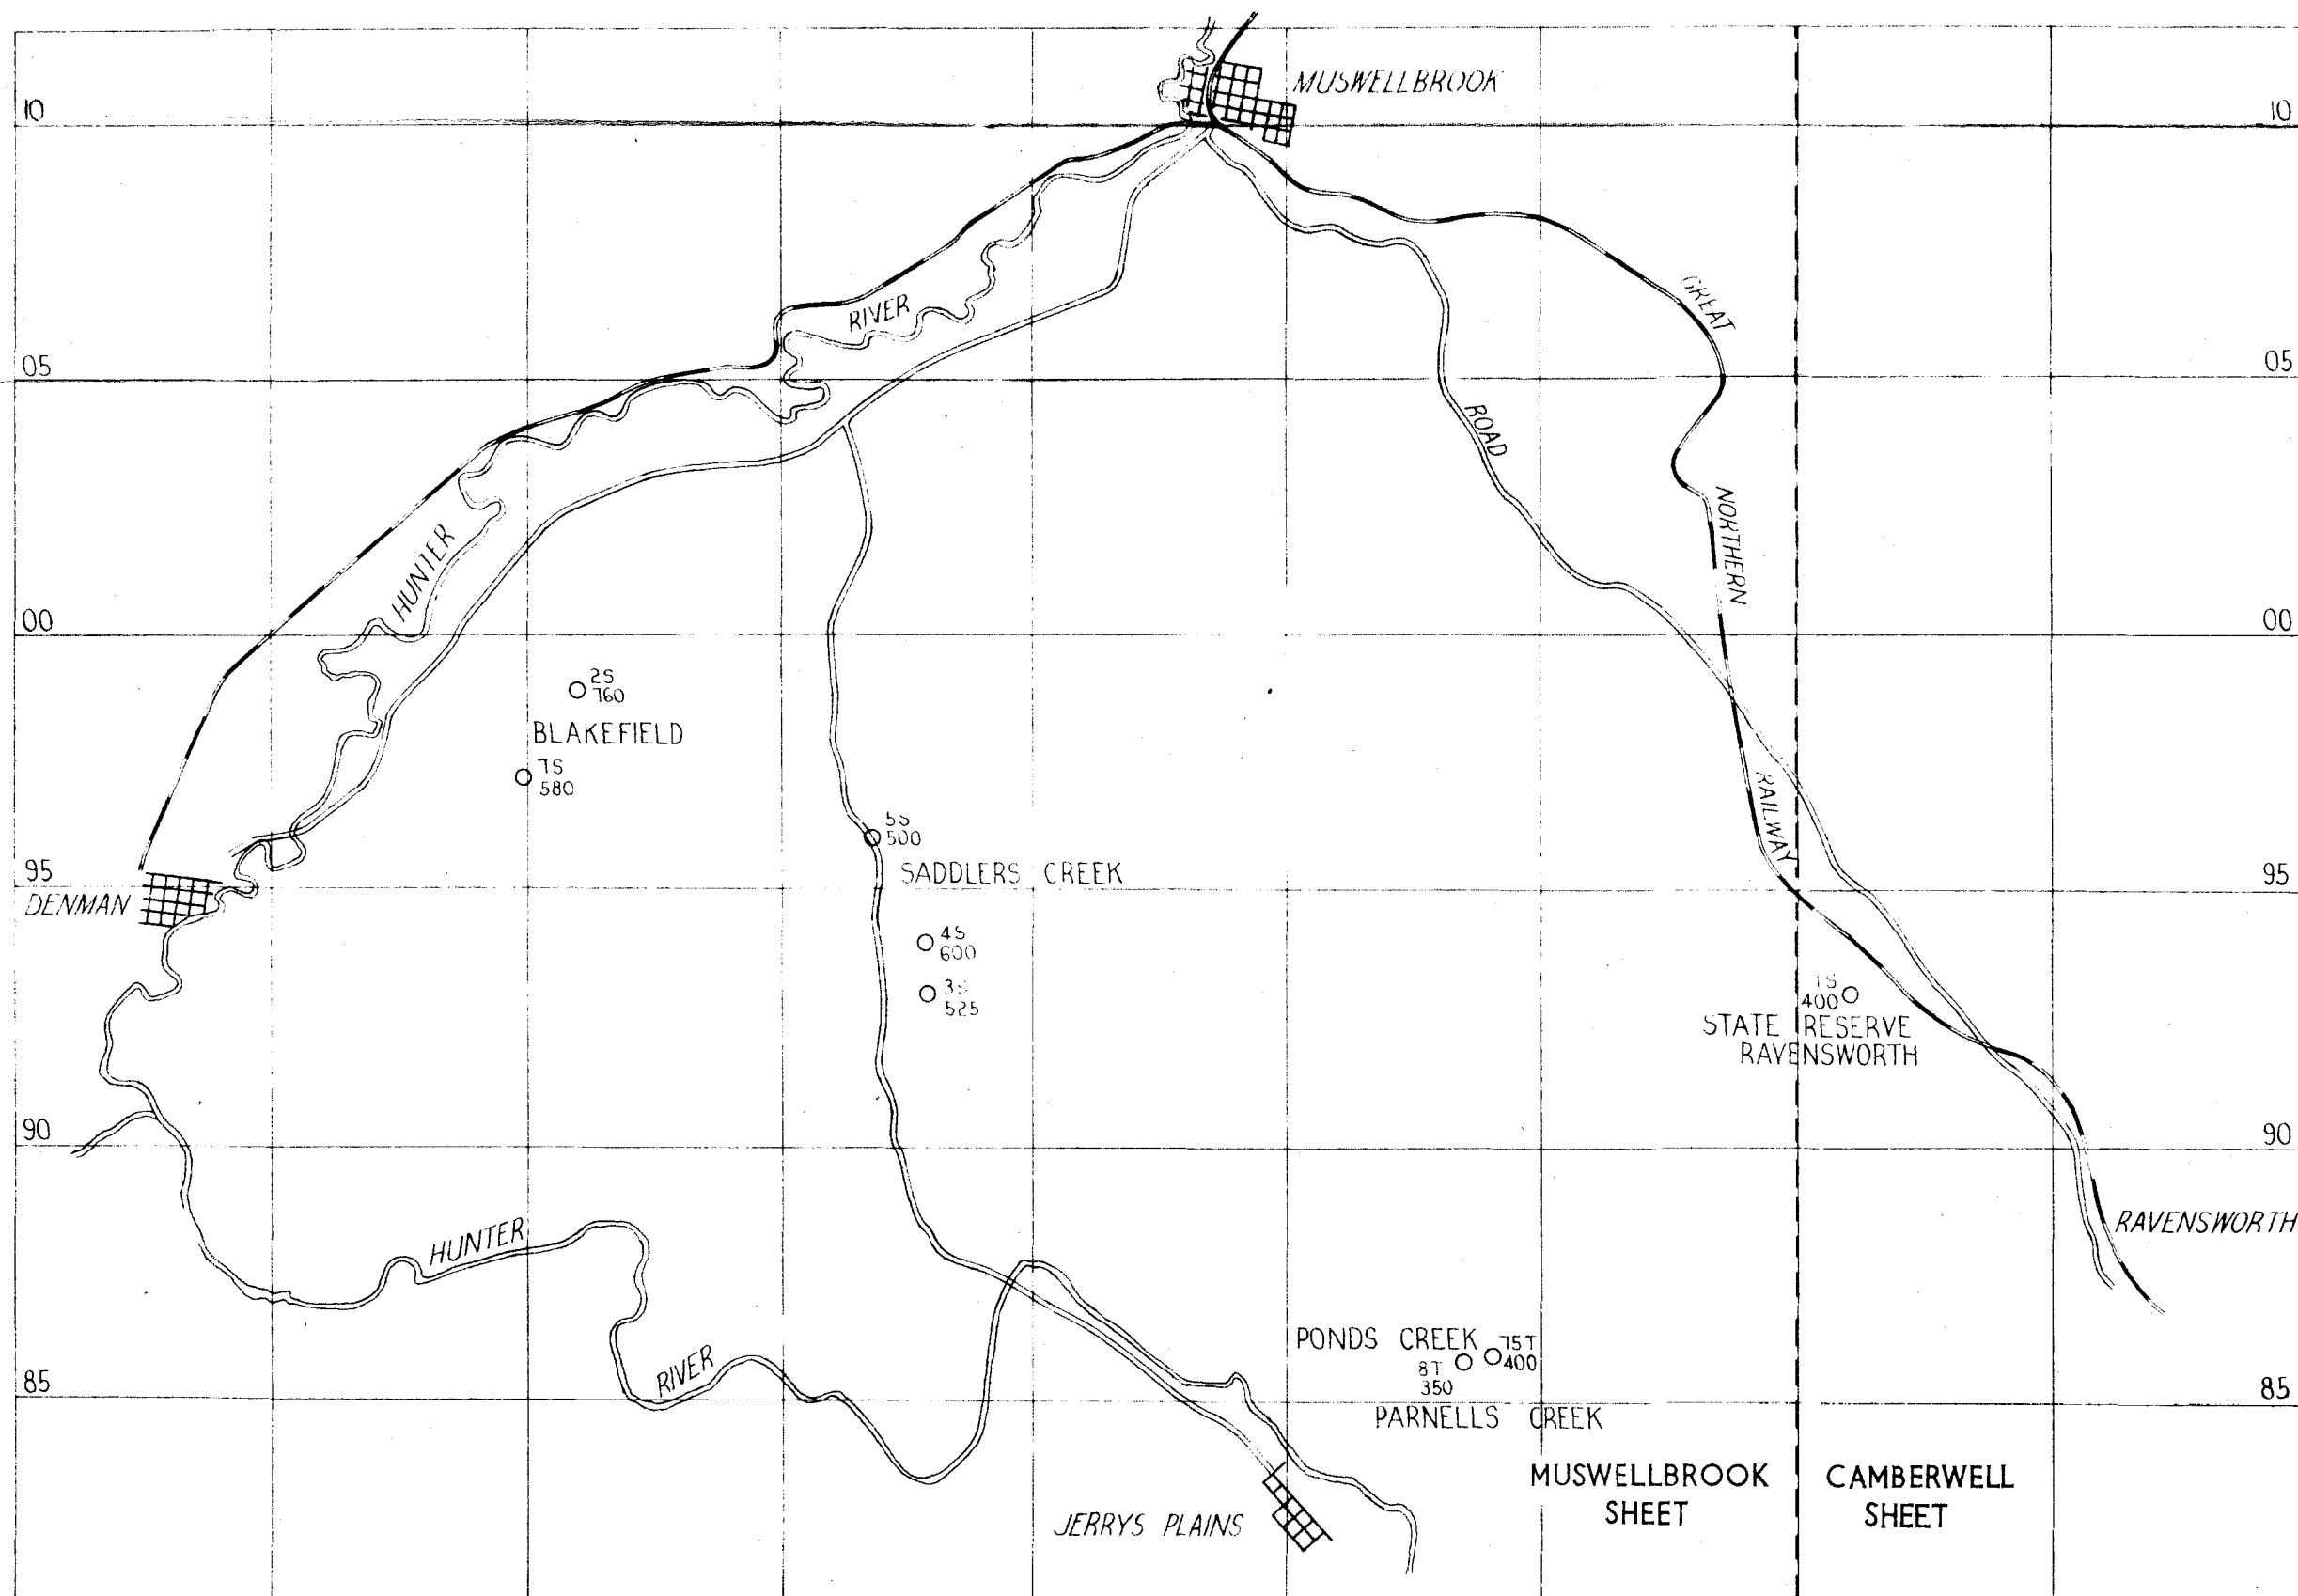 MUSWELLBROOK
10
10
RIVER
GREAT
05
05
ROAD
NORTHERN
HUNTER
00
00
2S
760
BLAKEFIELD
7S
580
RAILWAY
5S
500
SADDLERS CREEK
95
95
DENMAN
4S
600
3S
525
1S
400
STATE RESERVE
RAVENSWORTH
90
90
RAVENSWORTH
HUNTER
PONDS CREEK
15T
400
8T
350
RIVER
85
85
PARNELLS CREEK
MUSWELLBROOK
SHEET
CAMBERWELL
SHEET
JERRYS PLAINS